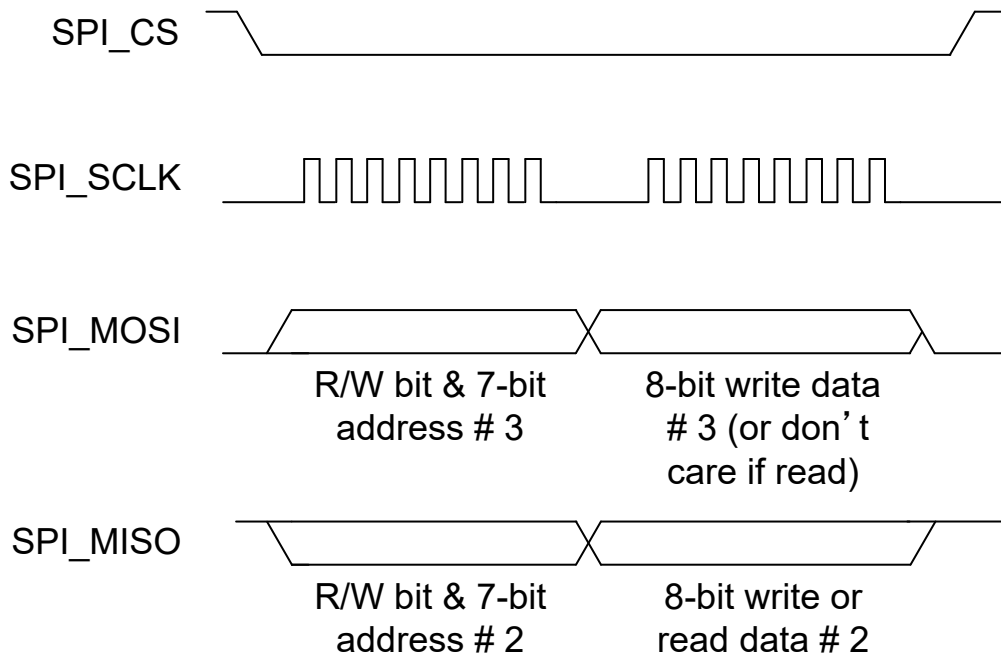 SPI_CS
SPI_SCLK
SPI_MOSI
R/W bit & 7-bit
address # 3
8-bit write data
# 3 (or don’t
care if read)
SPI_MISO
R/W bit & 7-bit
address # 2
8-bit write or
read data # 2